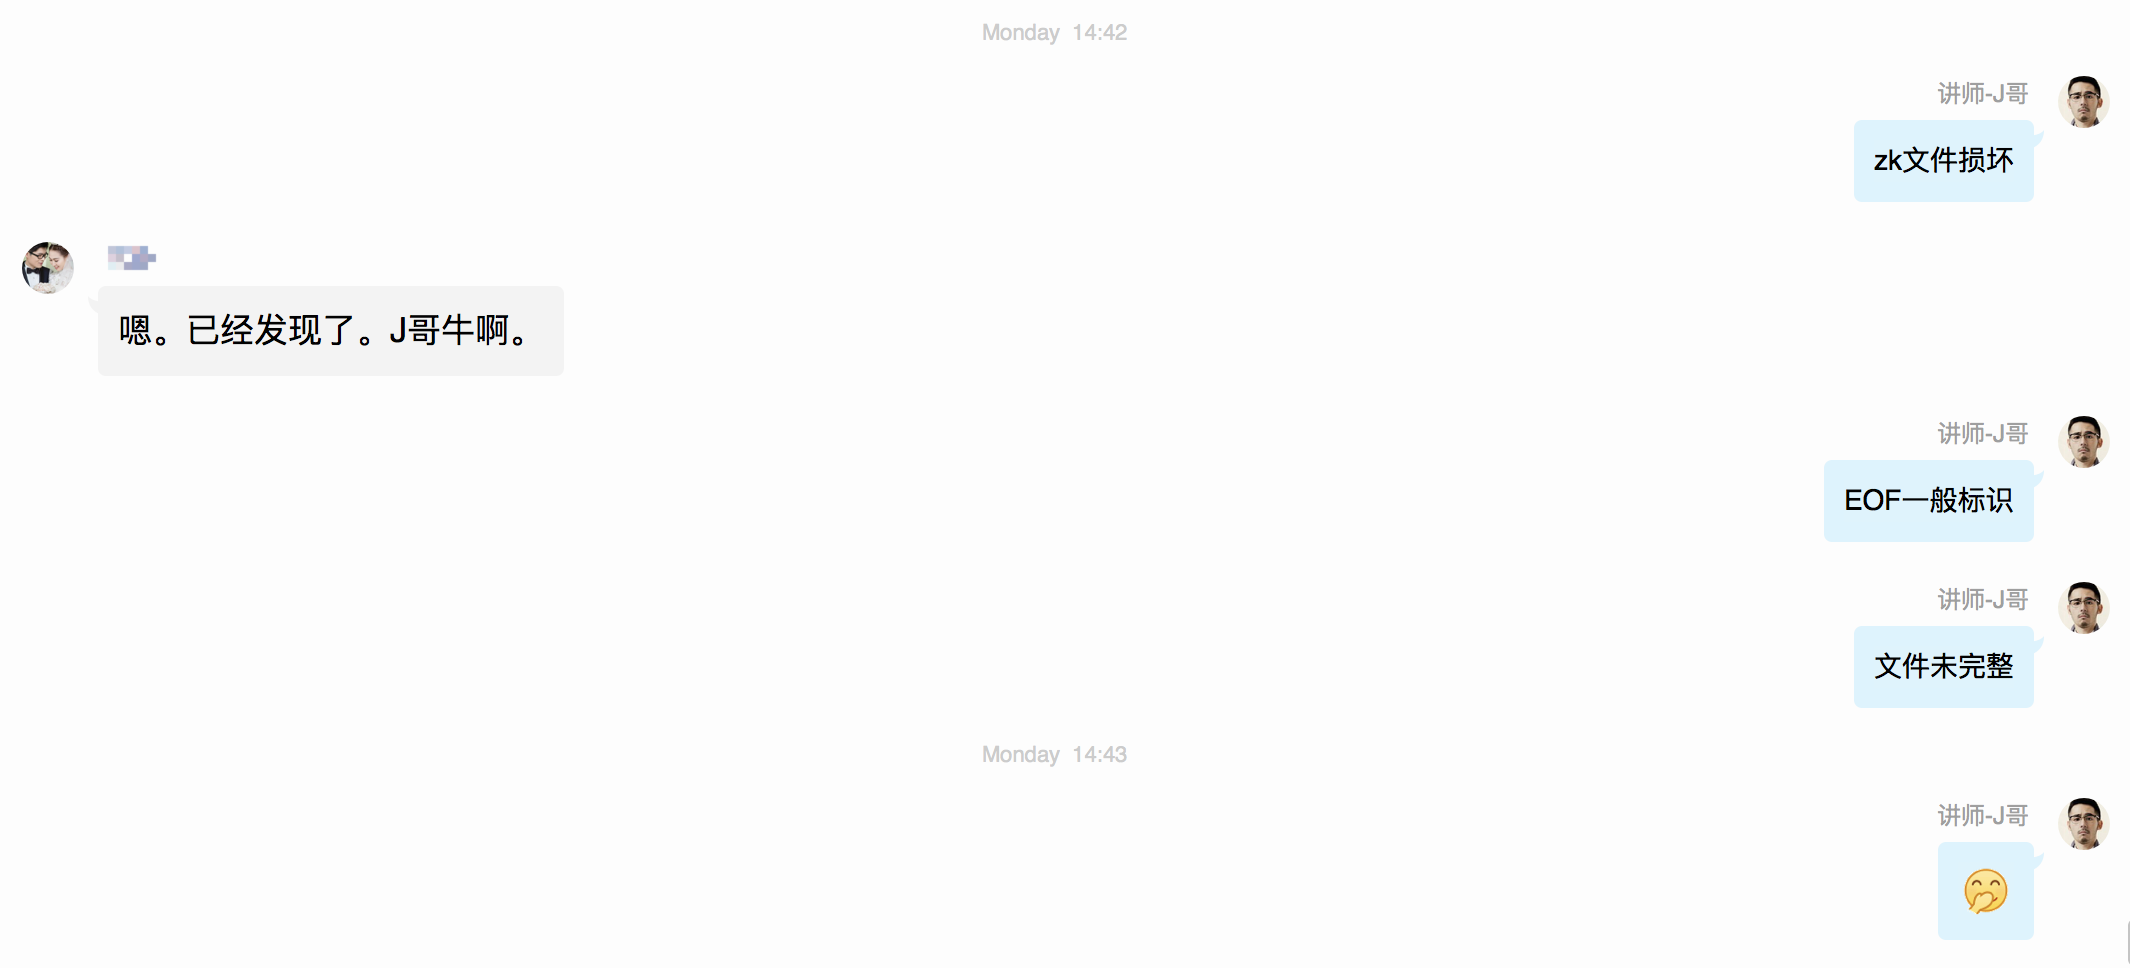 Monday 14:42
讲师-J哥
zk文件损坏
嗯。已经发现了。J哥牛啊。
讲师-J哥
EOF一般标识
讲师-J哥
文件未完整
Monday 14:43
讲师-J哥